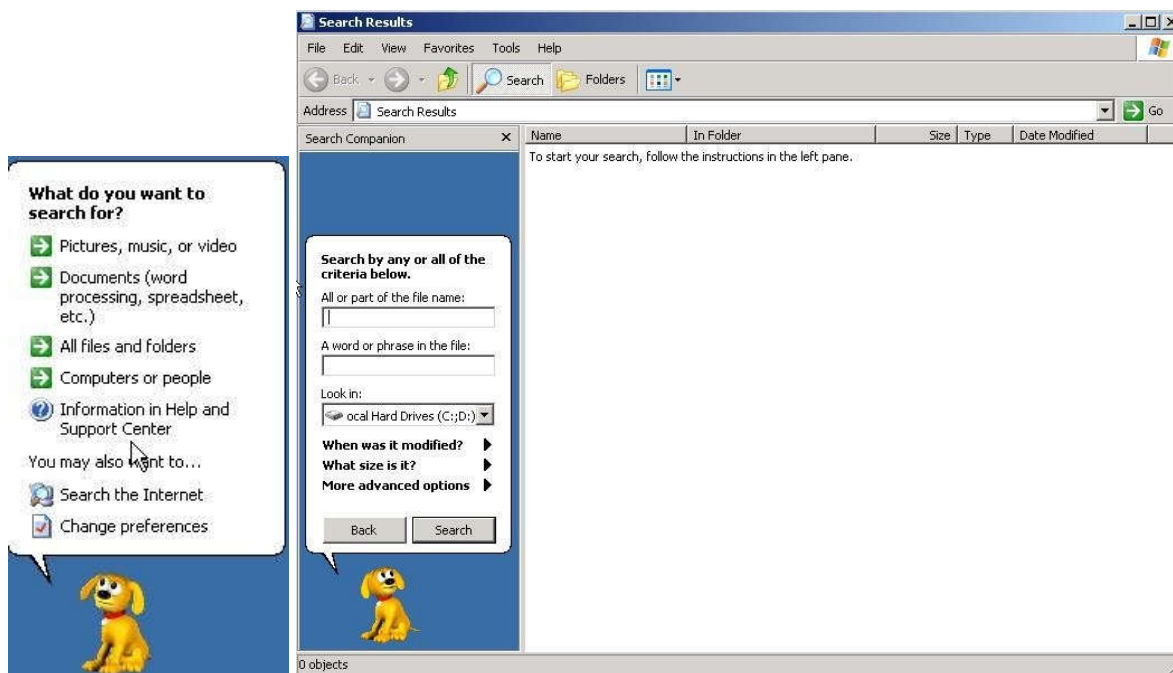 What do you want to
search for?
Pictures, music, or video
Documents (word
processing, spreadsheet,
etc.)
All files and folders
Computers or people
Information in Help and
Support Center
You may also want to...
Search the Internet
Change preferences
Search Results
File Edit View Favorites Tools Help
Back Search Folders
Address Search Results Go
Search Companion
Name In Folder Size Type Date Modified
To start your search, follow the instructions in the left pane.
Search by any or all of the
criteria below.
All or part of the file name:
A word or phrase in the file:
Look in:
ocal Hard Drives (C:;D:)
When was it modified?
What size is it?
More advanced options
Back Search
0 objects